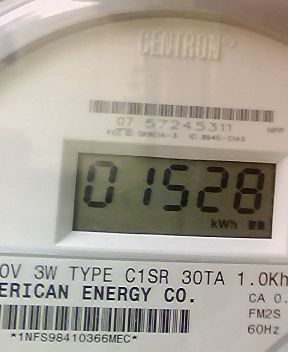 CENTRON®
07 57245311 HPP
01528
kWh
0V 3W TYPE C1SR 30TA 1.0Kh
ERICAN ENERGY CO. CA 0.
FM2S
60Hz
*1NFS98410366MEC*